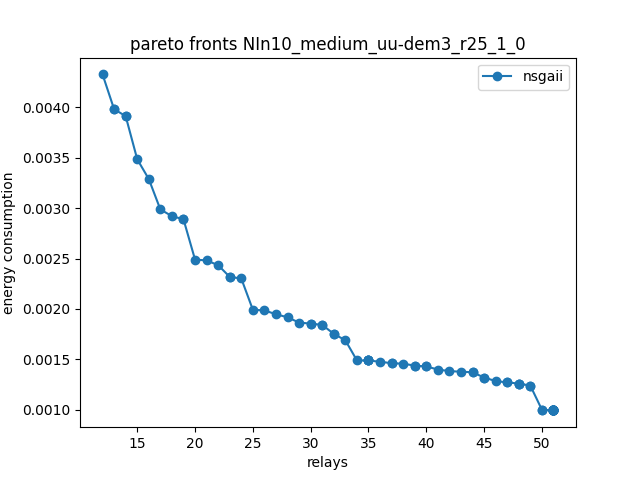 pareto fronts NIn10_medium_uu-dem3_r25_1_0
nsgaii
0.0040
0.0035
0.0030
0.0025
0.0020
0.0015
0.0010
energy consumption
15 20 25 30 35 40 45 50
relays